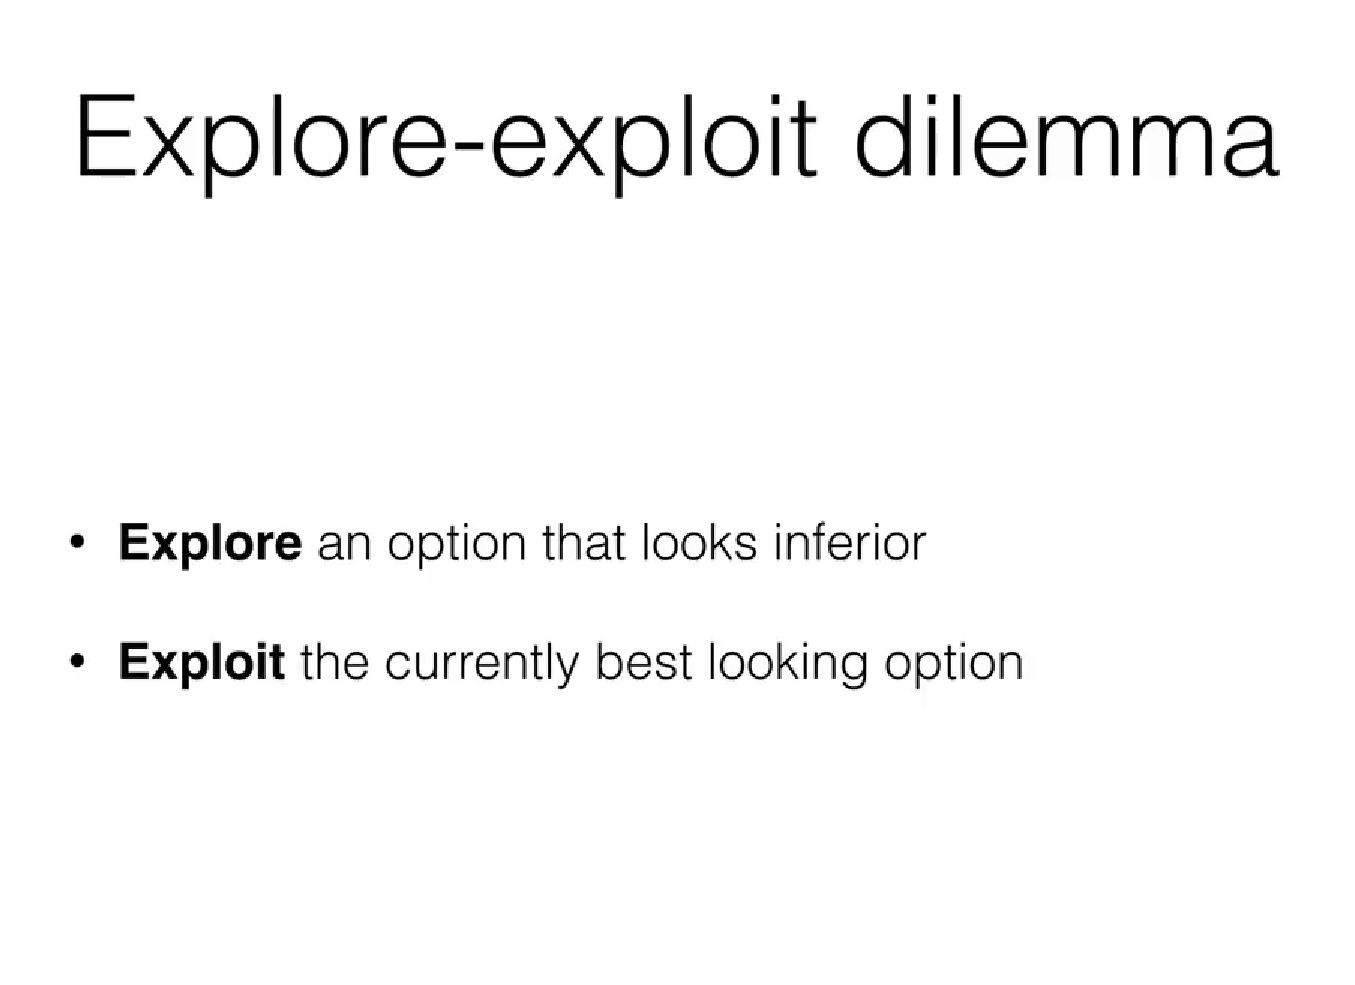 Explore-exploit dilemma
• Explore an option that looks inferior
• Exploit the currently best looking option